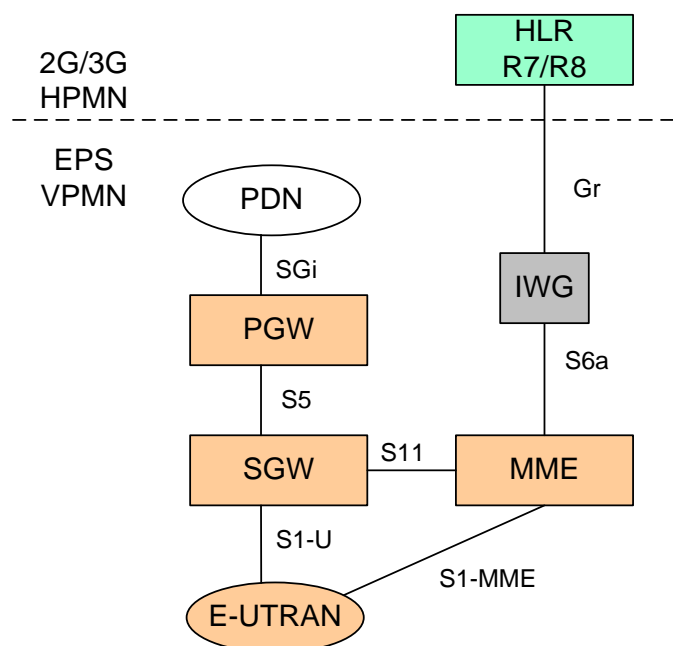 HLR
R7/R8
2G/3G
HPMN
EPS
VPMN
PDN
Gr
SGi
IWG
PGW
S6a
S5
S11
SGW
MME
S1-U
S1-MME
E-UTRAN